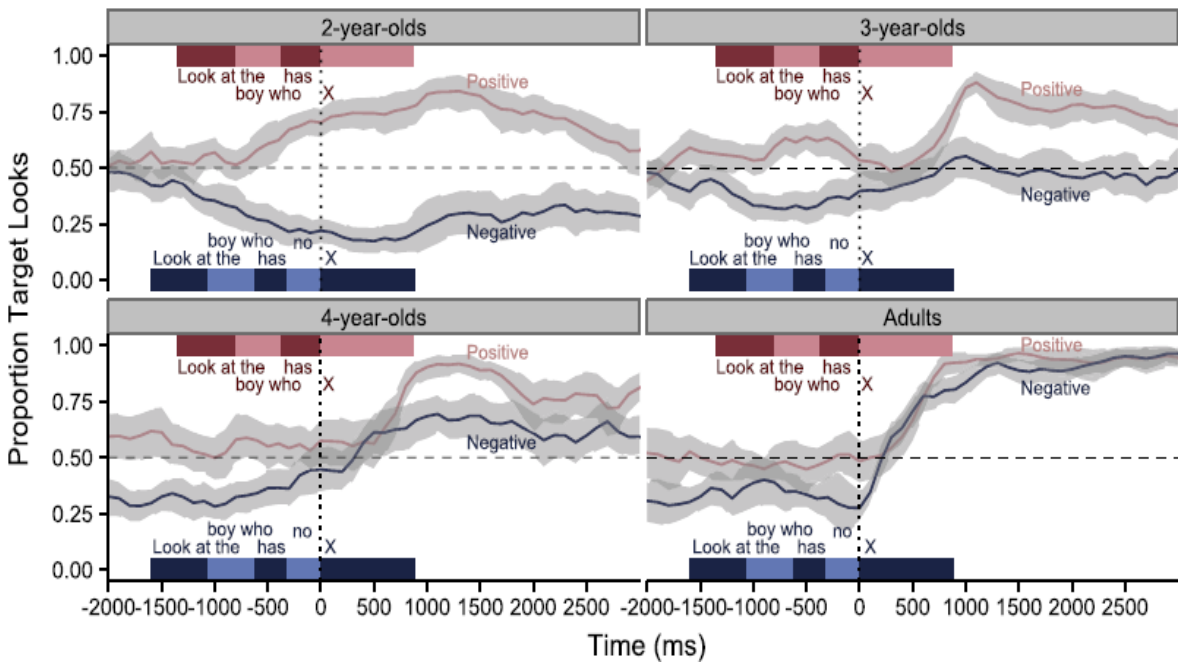 2-year-olds
3-year-olds
1.00
0.75
0.50
0.25
0.00
Look at the has
boy who X
Positive
Negative
boy who no
Look at the has X
Look at the has
boy who X
Positive
Negative
boy who no
Look at the has X
4-year-olds
Adults
1.00
0.75
0.50
0.25
0.00
Look at the has
boy who X
Positive
Negative
boy who no
Look at the has X
Look at the has
boy who X
Positive
Negative
boy who no
Look at the has X
-2000 -1500 -1000 -500 0 500 1000 1500 2000 2500
-2000 -1500 -1000 -500 0 500 1000 1500 2000 2500
Time (ms)
Proportion Target Looks